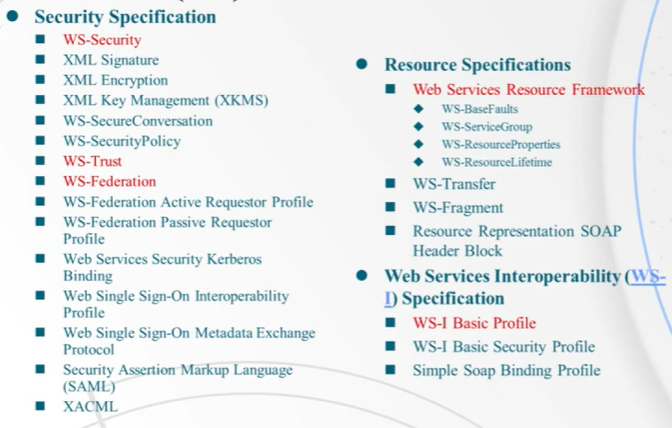 Security Specification
WS-Security
XML Signature
XML Encryption
XML Key Management (XKMS)
WS-SecureConversation
WS-SecurityPolicy
WS-Trust
WS-Federation
WS-Federation Active Requestor Profile
WS-Federation Passive Requestor
Profile
Web Services Security Kerberos
Binding
Web Single Sign-On Interoperability
Profile
Web Single Sign-On Metadata Exchange
Protocol
Security Assertion Markup Language
(SAML)
XACML
Resource Specifications
Web Services Resource Framework
WS-BaseFaults
WS-ServiceGroup
WS-ResourceProperties
WS-ResourceLifetime
WS-Transfer
WS-Fragment
Resource Representation SOAP
Header Block
Web Services Interoperability (WS-
I) Specification
WS-I Basic Profile
WS-I Basic Security Profile
Simple Soap Binding Profile